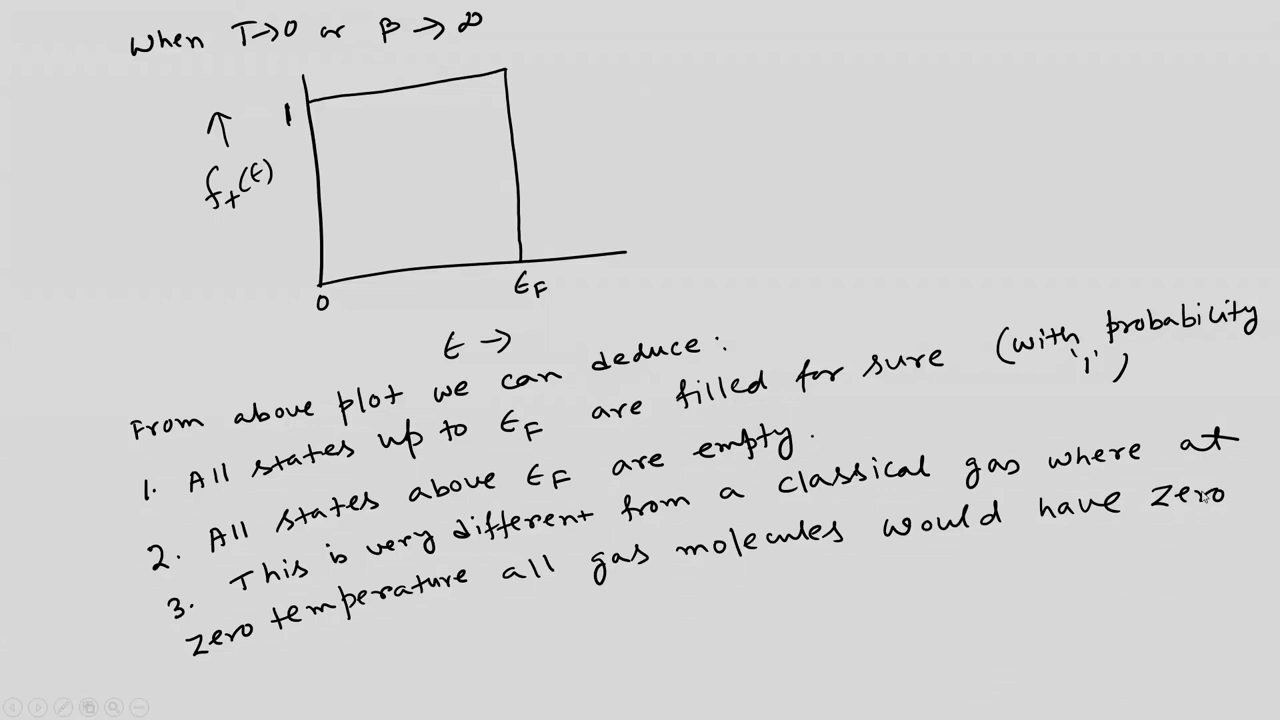 When T→0 or β → ∞
1
↑
f₊(ϵ)
0
ϵF
ϵ →
From above plot we can deduce :
1. All states up to ϵF are filled for sure (with probability '1')
2. All states above ϵF are empty.
3. This is very different from a classical gas where at
zero temperature all gas molecules would have zero